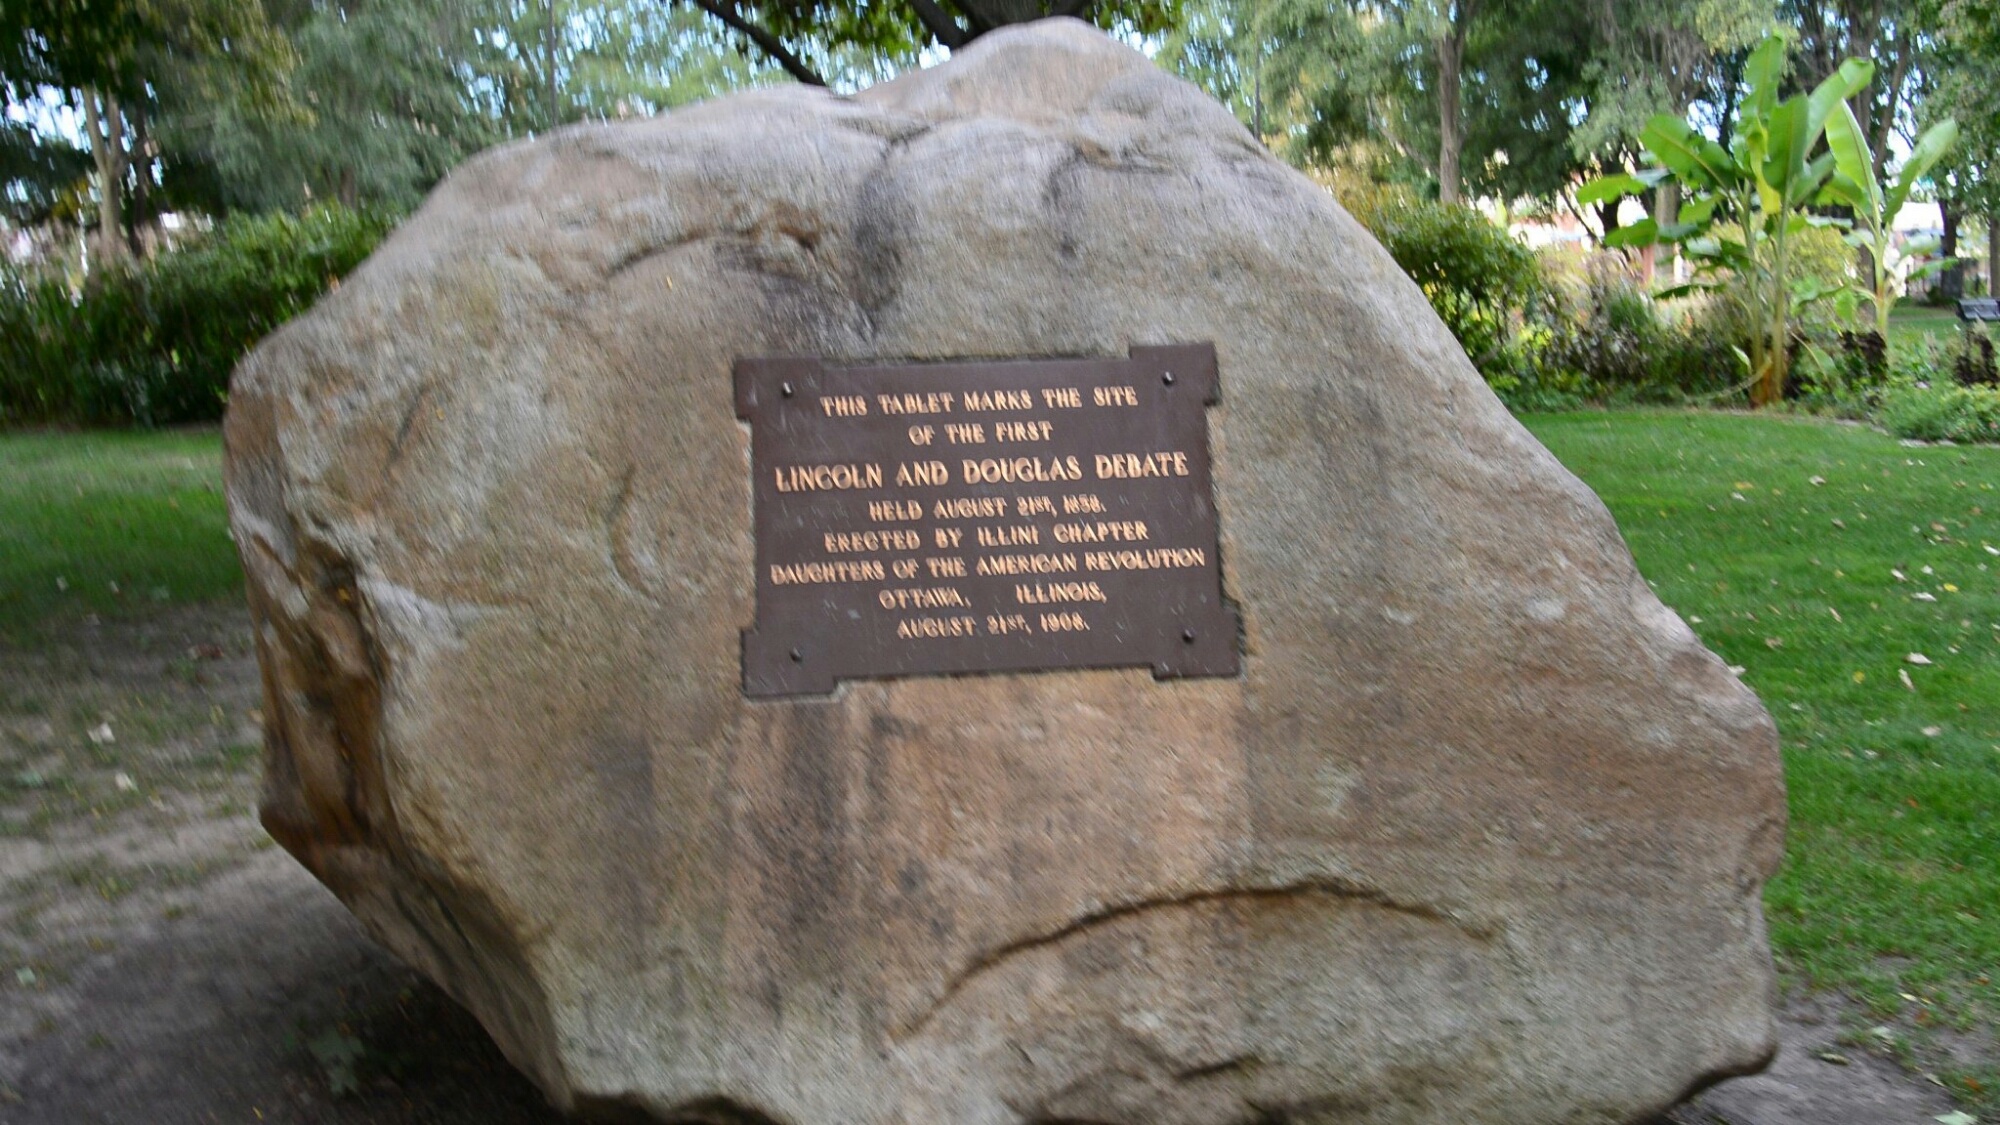 THIS TABLET MARKS THE SITE
OF THE FIRST
LINCOLN AND DOUGLAS DEBATE
HELD AUGUST 21ST, 1858.
ERECTED BY ILLINI CHAPTER
DAUGHTERS OF THE AMERICAN REVOLUTION
OTTAWA, ILLINOIS,
AUGUST 21ST, 1908.